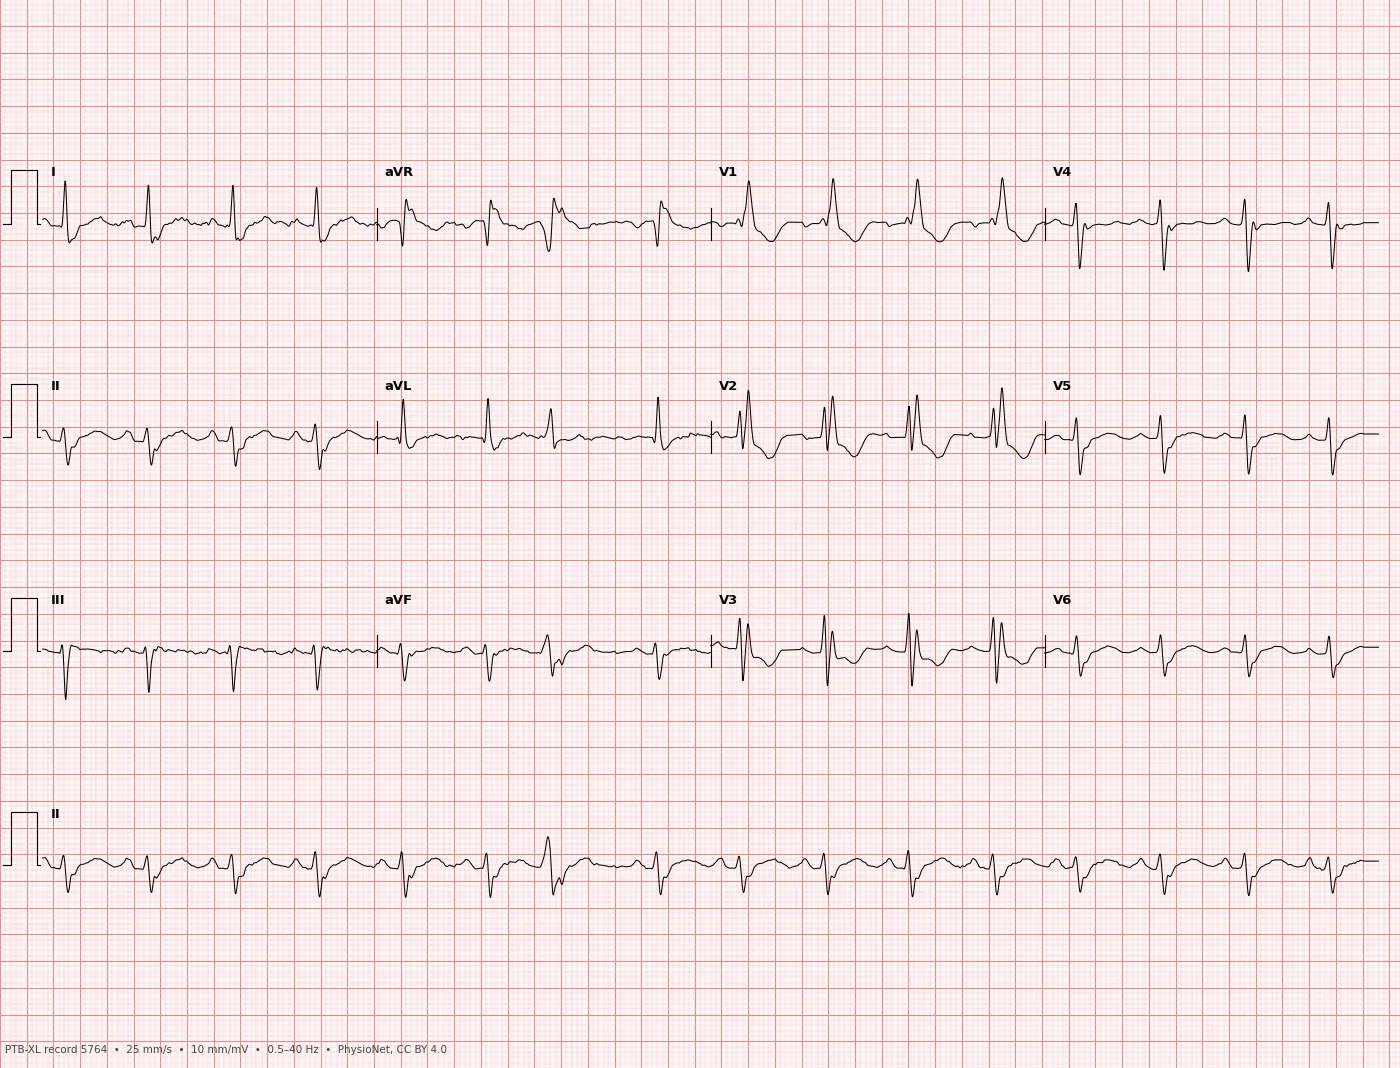 I aVR V1 V4
II aVL V2 V5
III aVF V3 V6
II
PTB-XL record 5764 • 25 mm/s • 10 mm/mV • 0.5–40 Hz • PhysioNet, CC BY 4.0